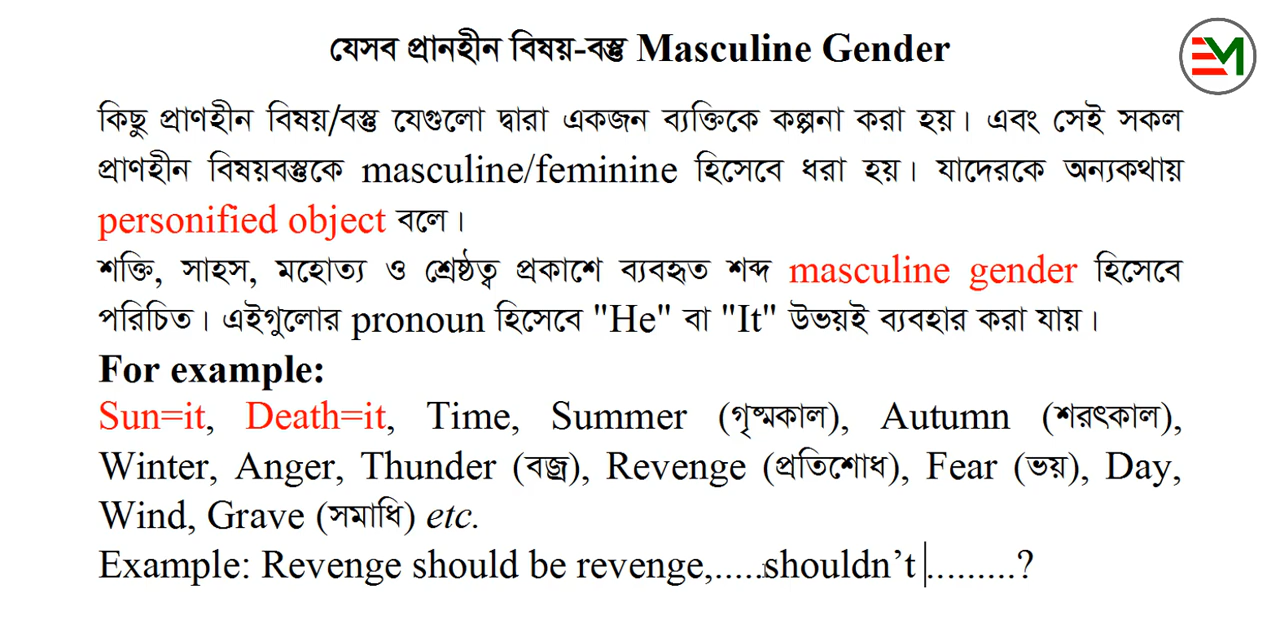 যেসব প্রানহীন বিষয়-বস্তু Masculine Gender
EM
কিছু প্রাণহীন বিষয়/বস্তু যেগুলো দ্বারা একজন ব্যক্তিকে কল্পনা করা হয়। এবং সেই সকল
প্রাণহীন বিষয়বস্তুকে masculine/feminine হিসেবে ধরা হয়। যাদেরকে অন্যকথায়
personified object বলে।
শক্তি, সাহস, মহোত্য ও শ্রেষ্ঠত্ব প্রকাশে ব্যবহৃত শব্দ masculine gender হিসেবে
পরিচিত। এইগুলোর pronoun হিসেবে "He" বা "It" উভয়ই ব্যবহার করা যায়।
For example:
Sun=it, Death=it, Time, Summer (গৃষ্মকাল), Autumn (শরৎকাল),
Winter, Anger, Thunder (বজ্র), Revenge (প্রতিশোধ), Fear (ভয়), Day,
Wind, Grave (সমাধি) etc.
Example: Revenge should be revenge,.....shouldn’t .........?